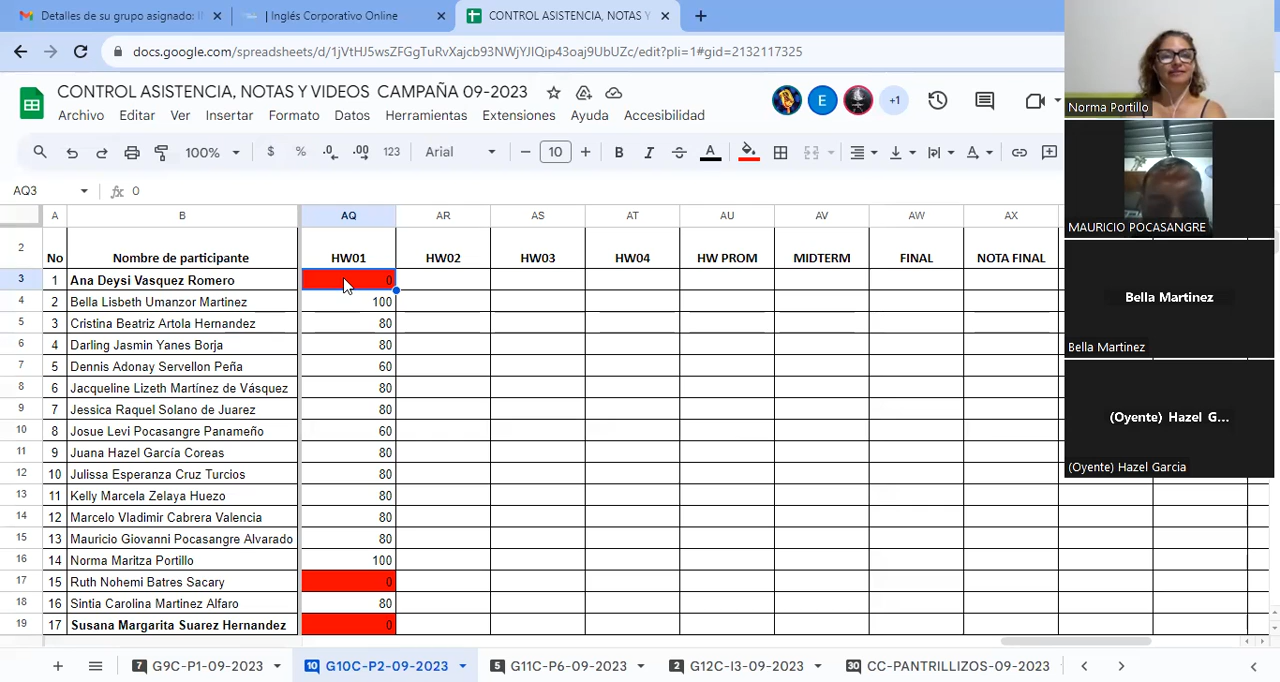 Detalles de su grupo asignado: I
Inglés Corporativo Online
CONTROL ASISTENCIA, NOTAS Y
docs.google.com/spreadsheets/d/1jVtHJ5wsZFGgTuRvXajcb93NWjYJIQip43oaj9UbUZc/edit?pli=1#gid=2132117325
CONTROL ASISTENCIA, NOTAS Y VIDEOS CAMPAÑA 09-2023
E
+1
Archivo Editar Ver Insertar Formato Datos Herramientas Extensiones Ayuda Accesibilidad
100% $ % .0 .00 123 Arial 10 B I A
AQ3 fx 0
A B AQ AR AS AT AU AV AW AX
2 No Nombre de participante HW01 HW02 HW03 HW04 HW PROM MIDTERM FINAL NOTA FINAL
3 1 Ana Deysi Vasquez Romero 0
4 2 Bella Lisbeth Umanzor Martinez 100
5 3 Cristina Beatriz Artola Hernandez 80
6 4 Darling Jasmin Yanes Borja 80
7 5 Dennis Adonay Servellon Peña 60
8 6 Jacqueline Lizeth Martínez de Vásquez 80
9 7 Jessica Raquel Solano de Juarez 80
10 8 Josue Levi Pocasangre Panameño 60
11 9 Juana Hazel García Coreas 80
12 10 Julissa Esperanza Cruz Turcios 80
13 11 Kelly Marcela Zelaya Huezo 80
14 12 Marcelo Vladimir Cabrera Valencia 80
15 13 Mauricio Giovanni Pocasangre Alvarado 80
16 14 Norma Maritza Portillo 100
17 15 Ruth Nohemi Batres Sacary 0
18 16 Sintia Carolina Martinez Alfaro 80
19 17 Susana Margarita Suarez Hernandez 0
7 G9C-P1-09-2023 10 G10C-P2-09-2023 5 G11C-P6-09-2023 2 G12C-I3-09-2023 30 CC-PANTRILLIZOS-09-2023
Norma Portillo
MAURICIO POCASANGRE
Bella Martinez
Bella Martinez
(Oyente) Hazel G...
(Oyente) Hazel Garcia